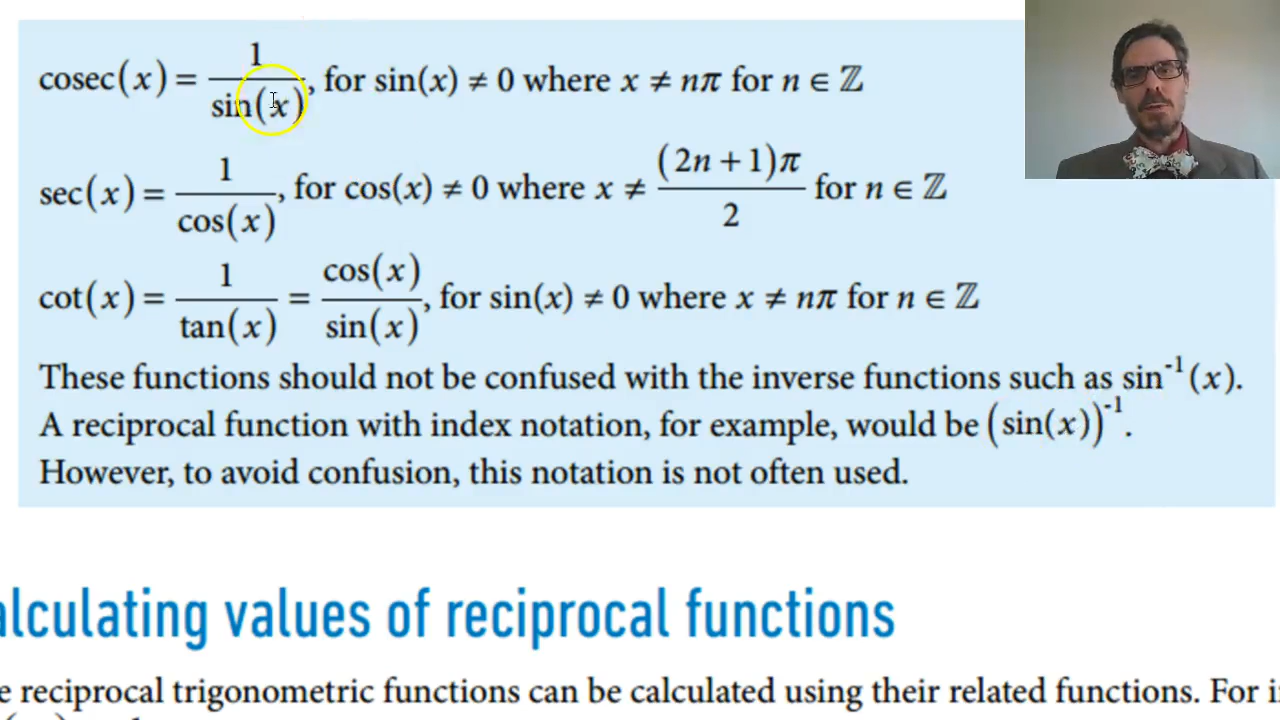 cosec(x) = 1/sin(x), for sin(x) ≠ 0 where x ≠ nπ for n ∈ ℤ
sec(x) = 1/cos(x), for cos(x) ≠ 0 where x ≠ (2n + 1)π/2 for n ∈ ℤ
cot(x) = 1/tan(x) = cos(x)/sin(x), for sin(x) ≠ 0 where x ≠ nπ for n ∈ ℤ
These functions should not be confused with the inverse functions such as sin⁻¹(x).
A reciprocal function with index notation, for example, would be (sin(x))⁻¹.
However, to avoid confusion, this notation is not often used.
alculating values of reciprocal functions
e reciprocal trigonometric functions can be calculated using their related functions. For i